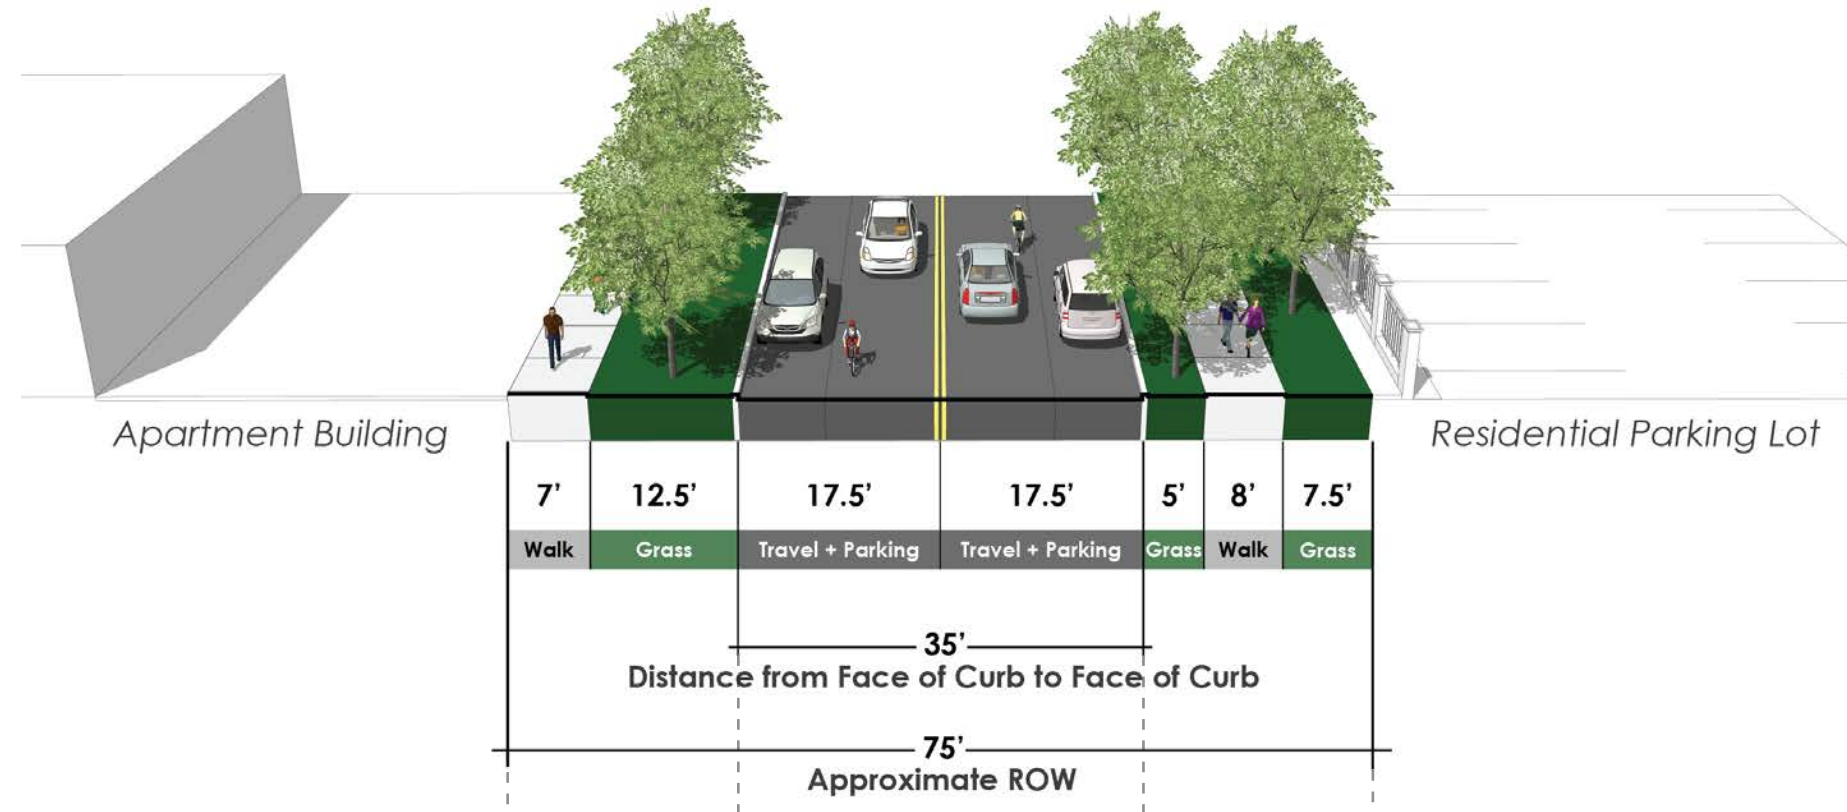 Apartment Building
Residential Parking Lot
7’ 12.5’ 17.5’ 17.5’ 5’ 8’ 7.5’
Walk Grass Travel + Parking Travel + Parking Grass Walk Grass
35’
Distance from Face of Curb to Face of Curb
75’
Approximate ROW